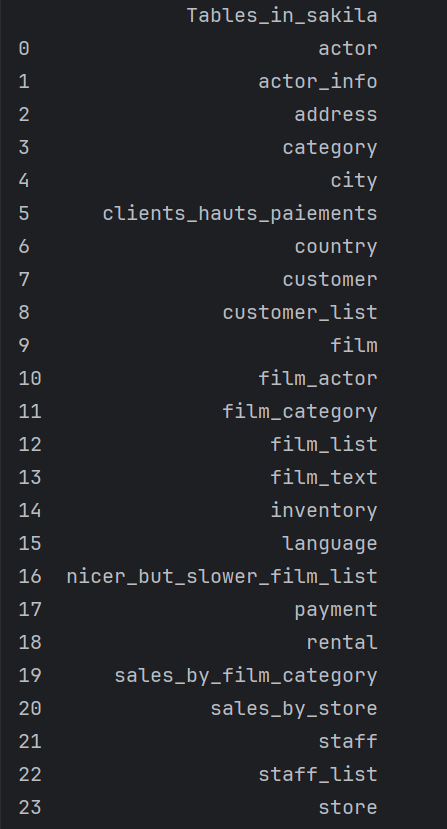 Tables_in_sakila
0 actor
1 actor_info
2 address
3 category
4 city
5 clients_hauts_paiements
6 country
7 customer
8 customer_list
9 film
10 film_actor
11 film_category
12 film_list
13 film_text
14 inventory
15 language
16 nicer_but_slower_film_list
17 payment
18 rental
19 sales_by_film_category
20 sales_by_store
21 staff
22 staff_list
23 store